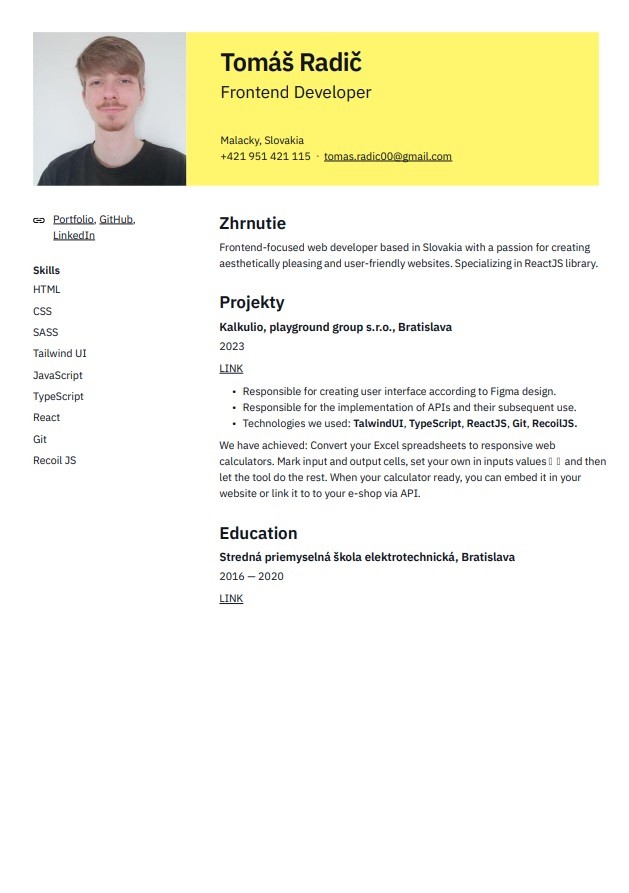 Tomáš Radič
Frontend Developer
Malacky, Slovakia
+421 951 421 115 · tomas.radic00@gmail.com
Portfolio, GitHub,
LinkedIn
Skills
HTML
CSS
SASS
Tailwind UI
JavaScript
TypeScript
React
Git
Recoil JS
Zhrnutie
Frontend-focused web developer based in Slovakia with a passion for creating
aesthetically pleasing and user-friendly websites. Specializing in ReactJS library.
Projekty
Kalkulio, playground group s.r.o., Bratislava
2023
LINK
• Responsible for creating user interface according to Figma design.
• Responsible for the implementation of APIs and their subsequent use.
• Technologies we used: TalwindUI, TypeScript, ReactJS, Git, RecoilJS.
We have achieved: Convert your Excel spreadsheets to responsive web
calculators. Mark input and output cells, set your own in inputs values and then
let the tool do the rest. When your calculator ready, you can embed it in your
website or link it to to your e-shop via API.
Education
Stredná priemyselná škola elektrotechnická, Bratislava
2016 — 2020
LINK